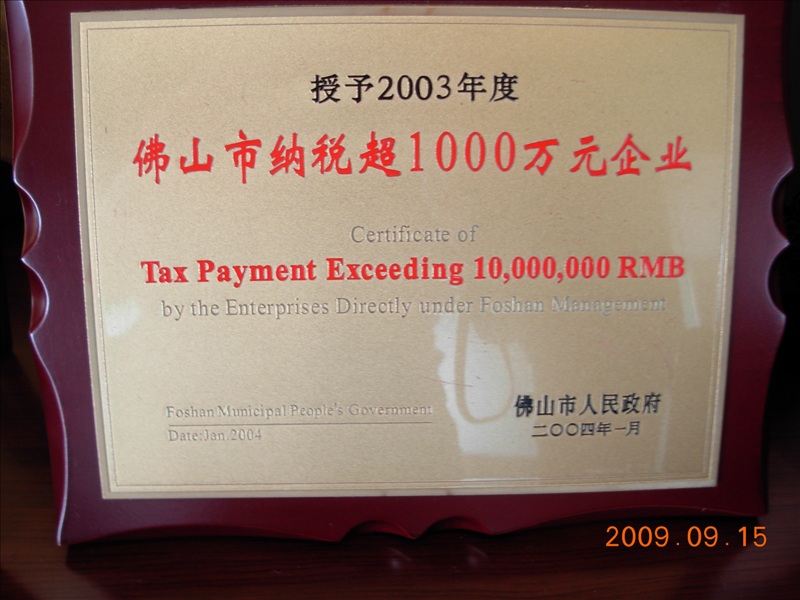 授予2003年度
佛山市纳税超1000万元企业
Certificate of
Tax Payment Exceeding 10,000,000 RMB
by the Enterprises Directly under Foshan Management
Foshan Municipal People's Government
Date:Jan.2004
佛山市人民政府
二〇〇四年一月
2009.09.15